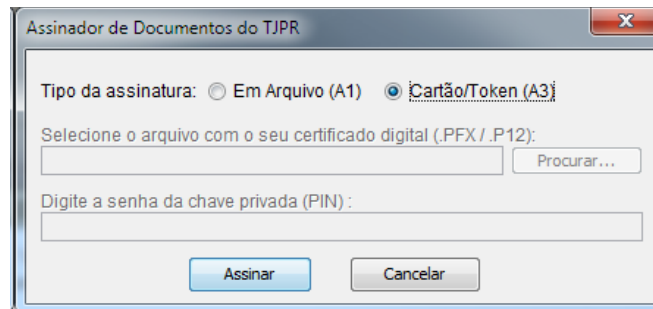 Assinador de Documentos do TJPR
Tipo da assinatura: Em Arquivo (A1) Cartão/Token (A3)
Selecione o arquivo com o seu certificado digital (.PFX / .P12):
Procurar...
Digite a senha da chave privada (PIN) :
Assinar Cancelar